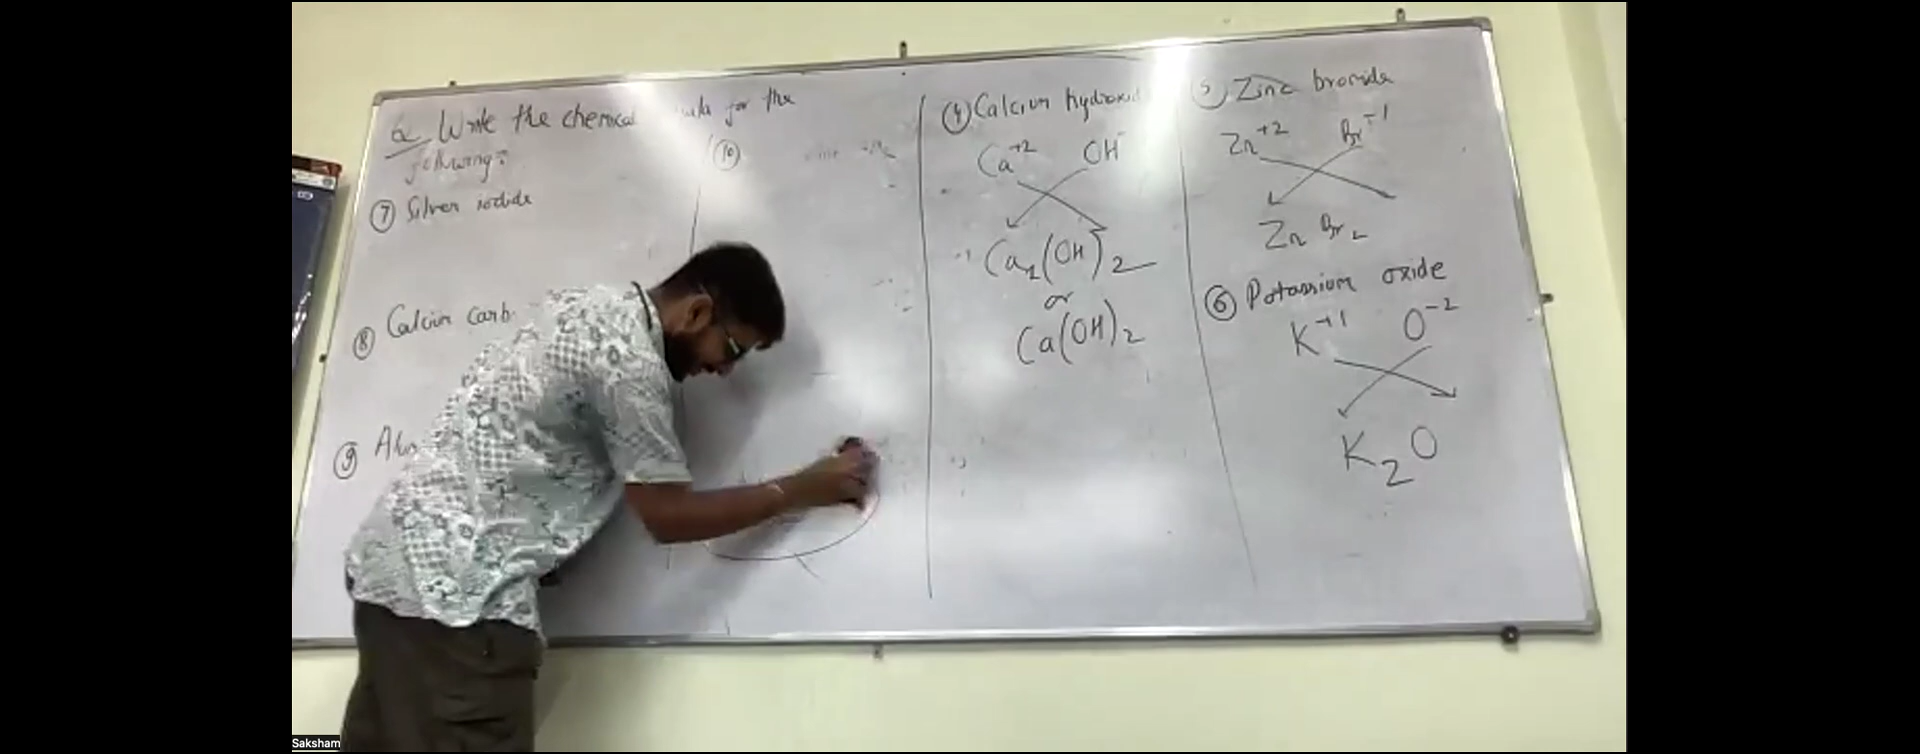 Q. Write the chemical for the
following:
⑦ Silver iodide
⑧ Calcium carb
⑨ Alu
⑩
④ Calcium hydroxid
Ca+2 OH-
Ca1(OH)2
or
Ca(OH)2
5 Zinc bromide
Zn+2 Br-1
Zn Br2
⑥ Potassium oxide
K+1 O-2
K2O
Saksham